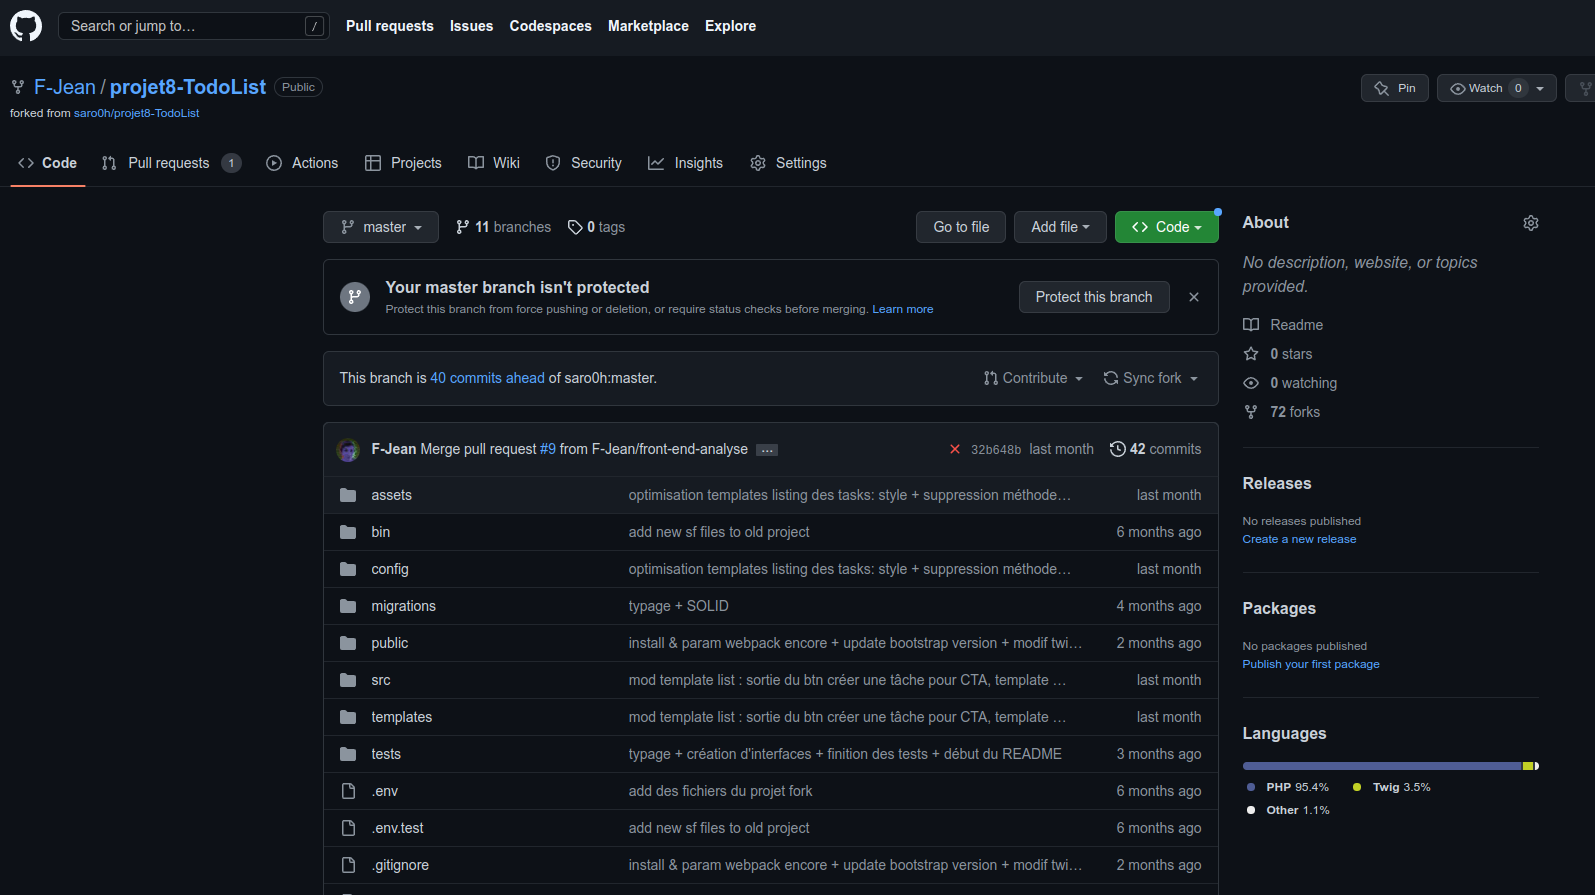 Search or jump to… /
Pull requests Issues Codespaces Marketplace Explore
F-Jean / projet8-TodoList Public
Pin Watch 0
forked from saro0h/projet8-TodoList
Code Pull requests 1 Actions Projects Wiki Security Insights Settings
master 11 branches 0 tags Go to file Add file Code
Your master branch isn't protected
Protect this branch from force pushing or deletion, or require status checks before merging. Learn more
Protect this branch
This branch is 40 commits ahead of saro0h:master. Contribute Sync fork
F-Jean Merge pull request #9 from F-Jean/front-end-analyse … 32b648b last month 42 commits
assets optimisation templates listing des tasks: style + suppression méthode… last month
bin add new sf files to old project 6 months ago
config optimisation templates listing des tasks: style + suppression méthode… last month
migrations typage + SOLID 4 months ago
public install & param webpack encore + update bootstrap version + modif twi… 2 months ago
src mod template list : sortie du btn créer une tâche pour CTA, template … last month
templates mod template list : sortie du btn créer une tâche pour CTA, template … last month
tests typage + création d'interfaces + finition des tests + début du README 3 months ago
.env add des fichiers du projet fork 6 months ago
.env.test add new sf files to old project 6 months ago
.gitignore install & param webpack encore + update bootstrap version + modif twi… 2 months ago
About
No description, website, or topics
provided.
Readme
0 stars
0 watching
72 forks
Releases
No releases published
Create a new release
Packages
No packages published
Publish your first package
Languages
PHP 95.4% Twig 3.5%
Other 1.1%